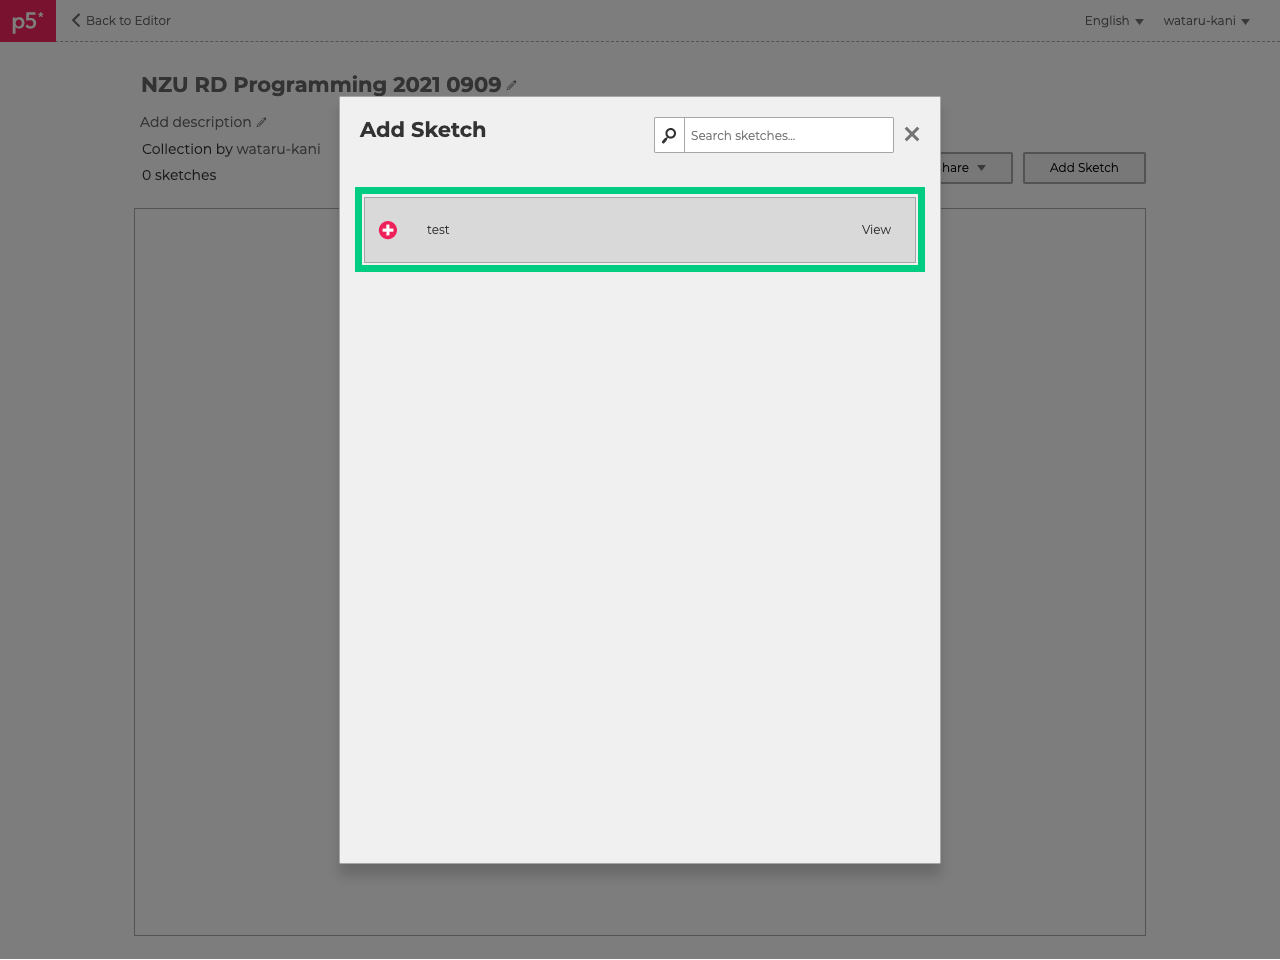 p5*
Back to Editor
English
wataru-kani
NZU RD Programming 2021 0909
Add description
Collection by wataru-kani
0 sketches
hare
Add Sketch
Add Sketch
Search sketches...
test
View